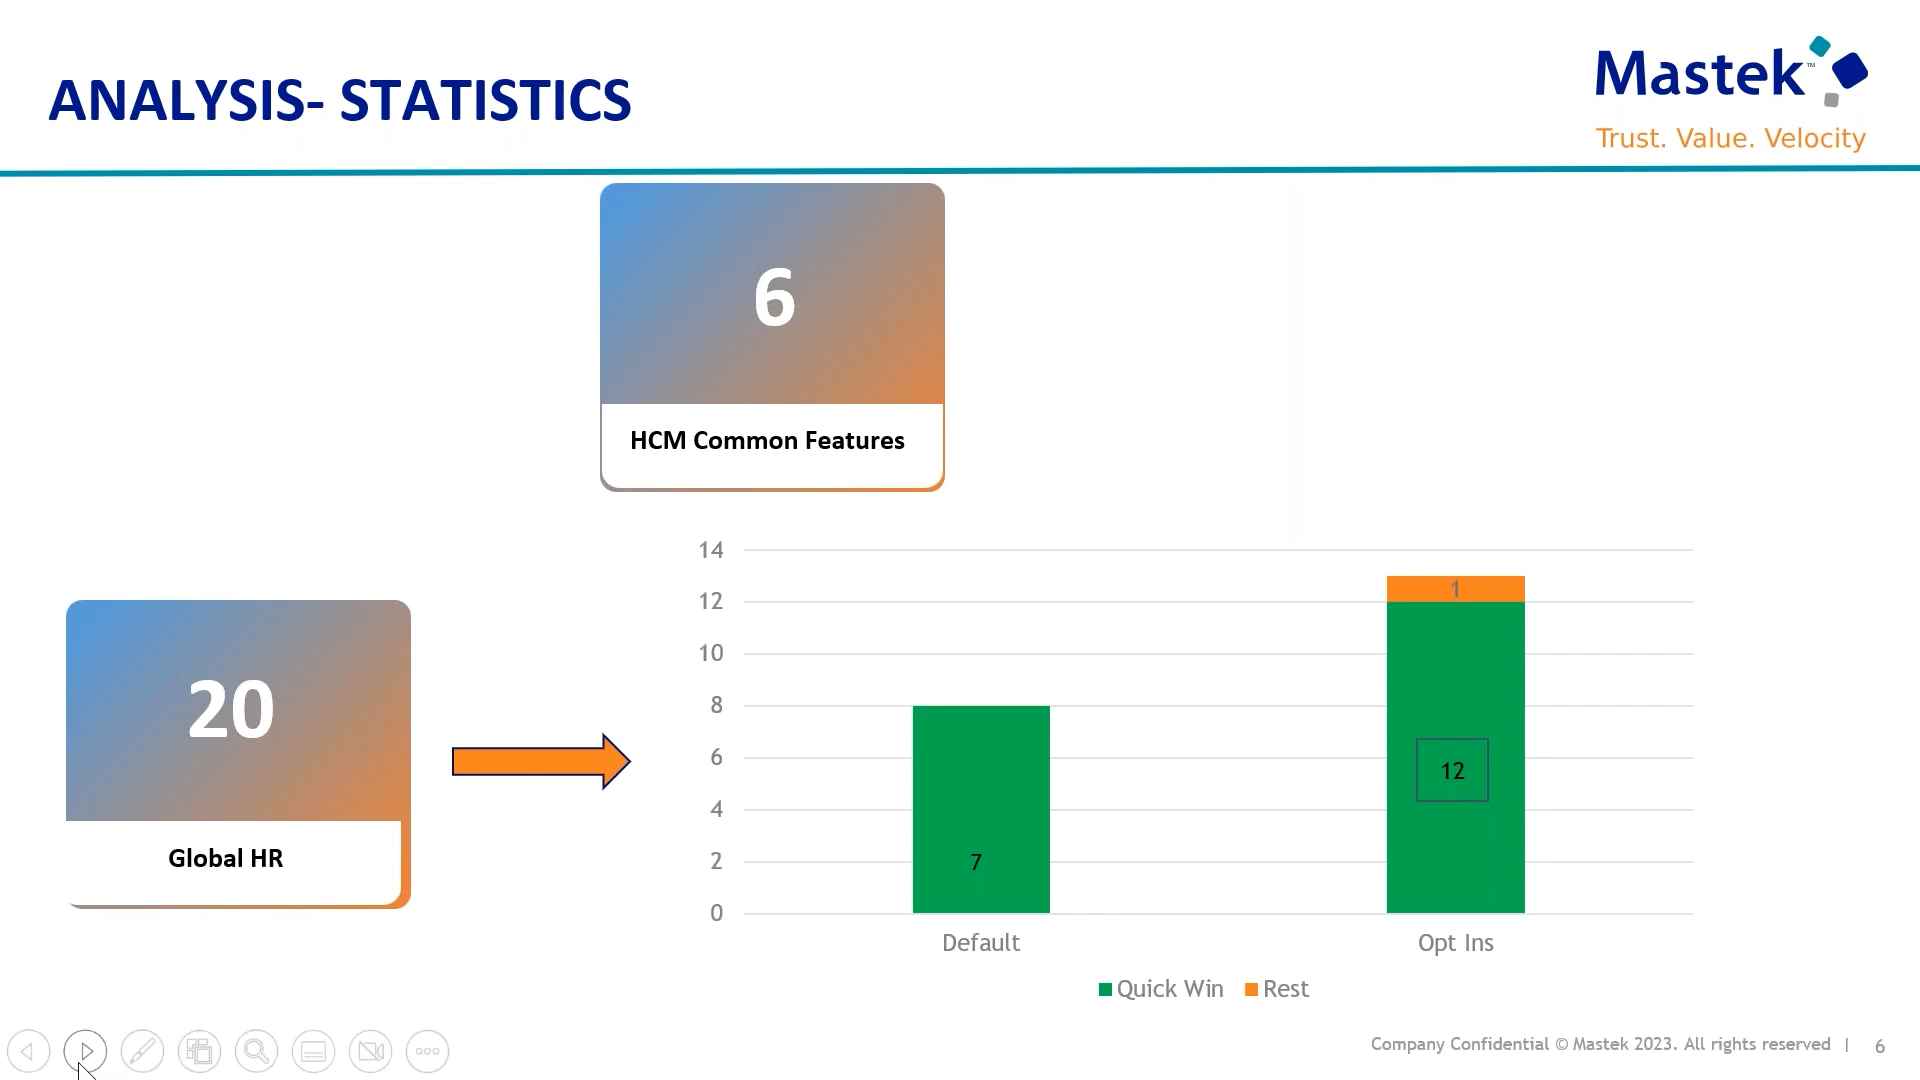 ANALYSIS- STATISTICS
Mastek™
Trust. Value. Velocity
6
HCM Common Features
20
Global HR
14
12
10
8
6
4
2
0
1
12
7
Default
Opt Ins
Quick Win
Rest
Company Confidential © Mastek 2023. All rights reserved | 6